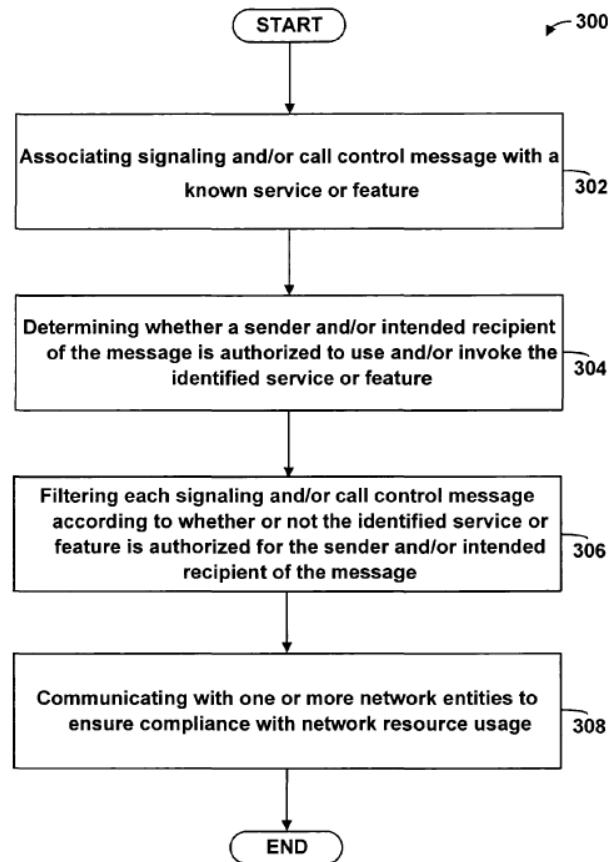 START
300
Associating signaling and/or call control message with a
known service or feature
302
Determining whether a sender and/or intended recipient
of the message is authorized to use and/or invoke the
identified service or feature
304
Filtering each signaling and/or call control message
according to whether or not the identified service or
feature is authorized for the sender and/or intended
recipient of the message
306
Communicating with one or more network entities to
ensure compliance with network resource usage
308
END